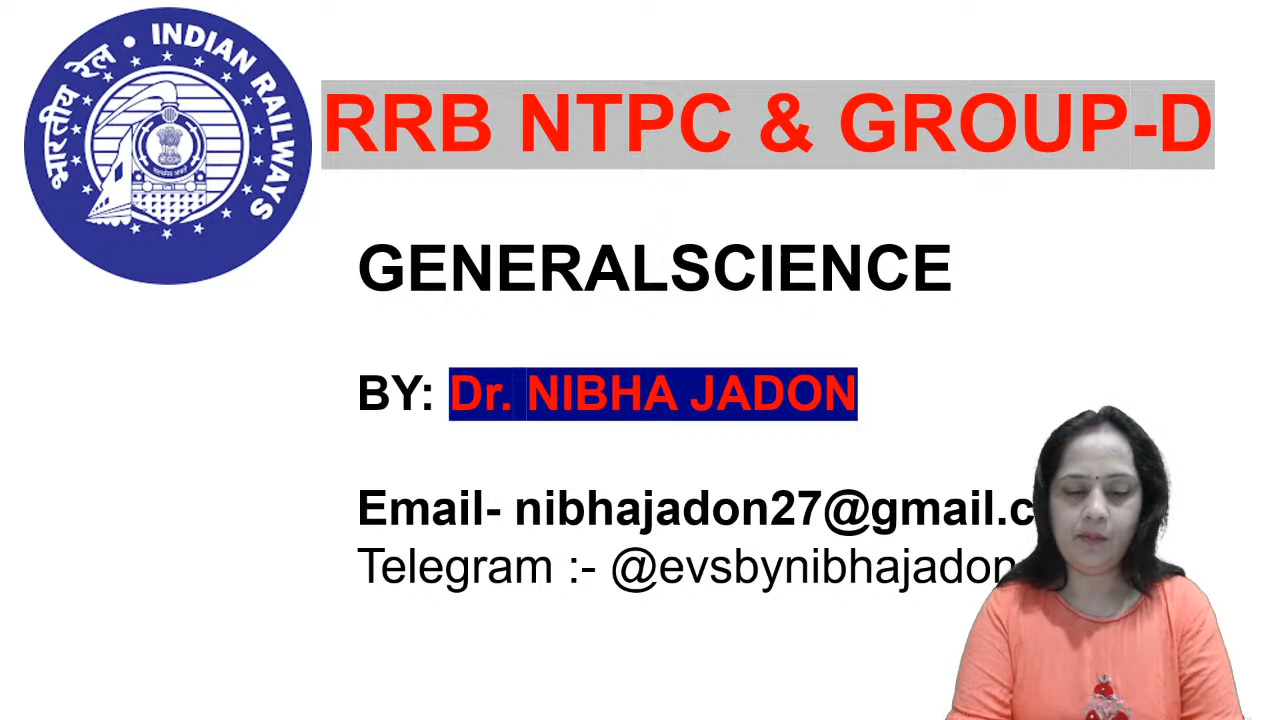 भारतीय रेल • INDIAN RAILWAYS
RRB NTPC & GROUP-D
GENERALSCIENCE
BY: Dr. NIBHA JADON
Email- nibhajadon27@gmail.c
Telegram :- @evsbynibhajadon